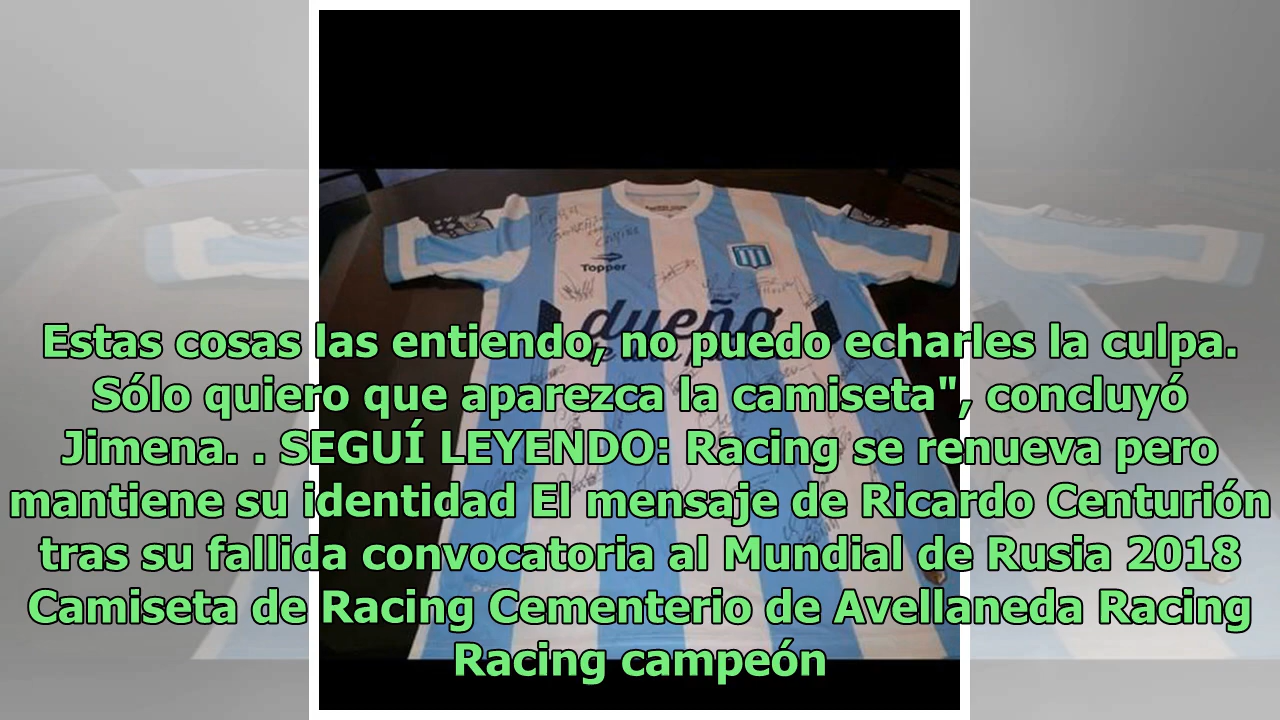 Topper
dueño
Estas cosas las entiendo, no puedo echarles la culpa.
Sólo quiero que aparezca la camiseta", concluyó
Jimena. . SEGUÍ LEYENDO: Racing se renueva pero
mantiene su identidad El mensaje de Ricardo Centurión
tras su fallida convocatoria al Mundial de Rusia 2018
Camiseta de Racing Cementerio de Avellaneda Racing
Racing campeón